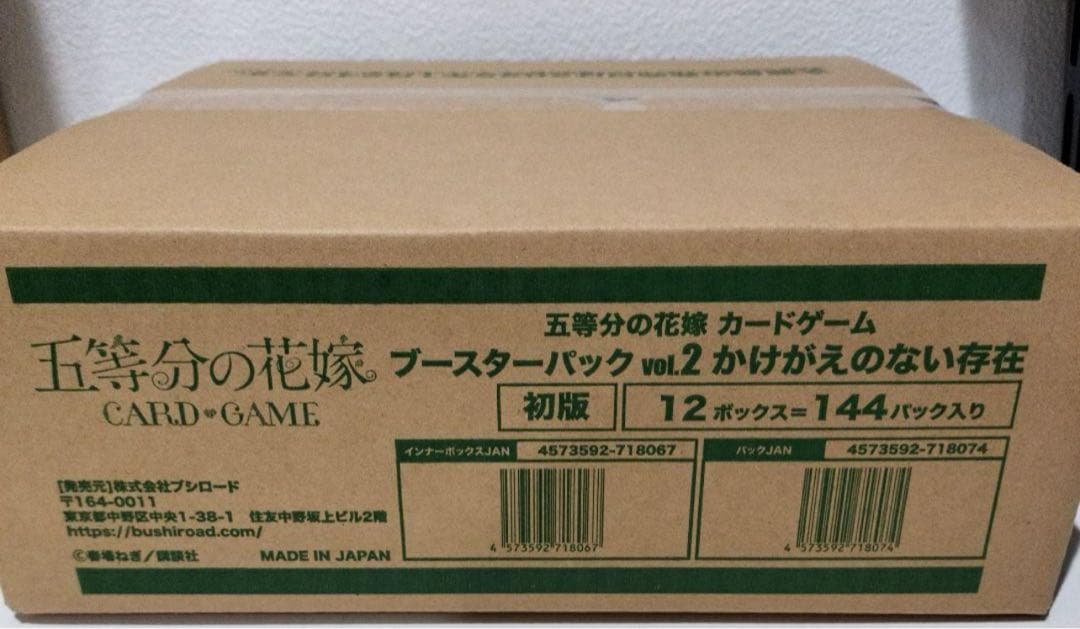 五等分の花嫁
CARD GAME
五等分の花嫁 カードゲーム
ブースターパック vol.2 かけがえのない存在
初版
12ボックス=144パック入り
インナーボックスJAN 4573592-718067
4 573592 718067
パックJAN 4573592-718074
4 573592 718074
[発売元]株式会社ブシロード
〒164-0011
東京都中野区中央1-38-1 住友中野坂上ビル2階
https://bushiroad.com/
©春場ねぎ/講談社 MADE IN JAPAN